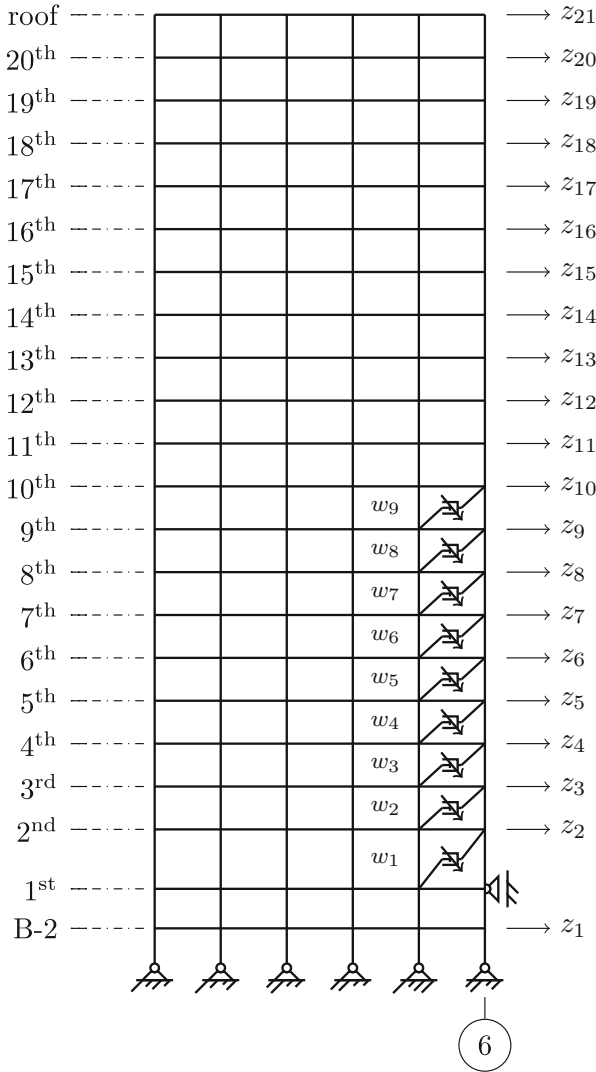 roof z₂₁
20ᵗʰ z₂₀
19ᵗʰ z₁₉
18ᵗʰ z₁₈
17ᵗʰ z₁₇
16ᵗʰ z₁₆
15ᵗʰ z₁₅
14ᵗʰ z₁₄
13ᵗʰ z₁₃
12ᵗʰ z₁₂
11ᵗʰ z₁₁
10ᵗʰ z₁₀
w₉
9ᵗʰ z₉
w₈
8ᵗʰ z₈
w₇
7ᵗʰ z₇
w₆
6ᵗʰ z₆
w₅
5ᵗʰ z₅
w₄
4ᵗʰ z₄
w₃
3ʳᵈ z₃
w₂
2ⁿᵈ z₂
w₁
1ˢᵗ
B-2 z₁
6